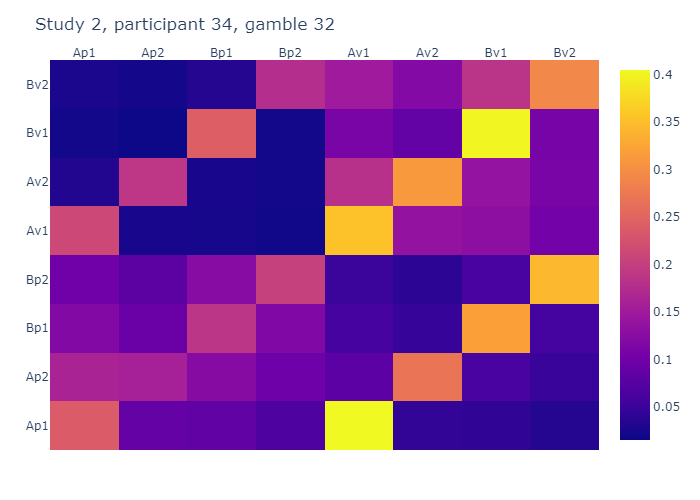 Study 2, participant 34, gamble 32
Ap1 Ap2 Bp1 Bp2 Av1 Av2 Bv1 Bv2
Bv2
Bv1
Av2
Av1
Bp2
Bp1
Ap2
Ap1
0.4
0.35
0.3
0.25
0.2
0.15
0.1
0.05